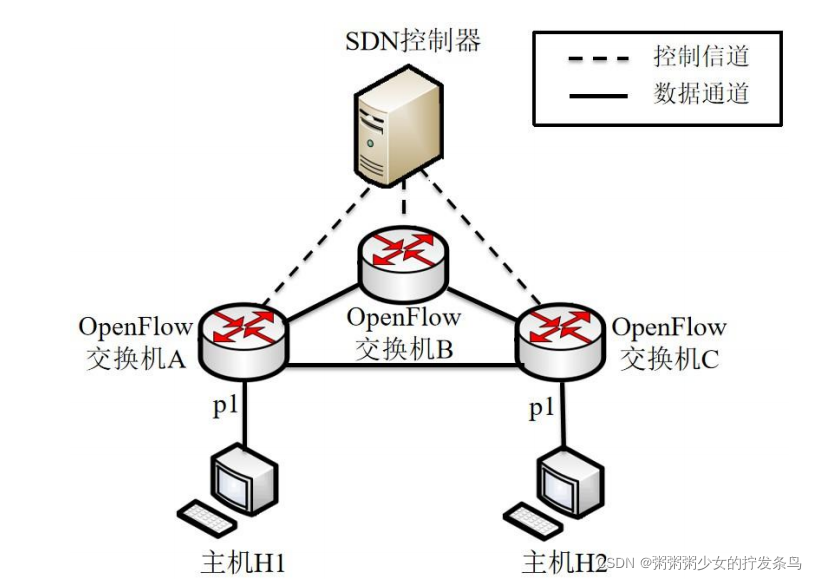 SDN控制器
控制信道
数据通道
OpenFlow
交换机A
OpenFlow
交换机B
OpenFlow
交换机C
p1
p1
主机H1
主机H2
CSDN @粥粥粥少女的拧发条鸟